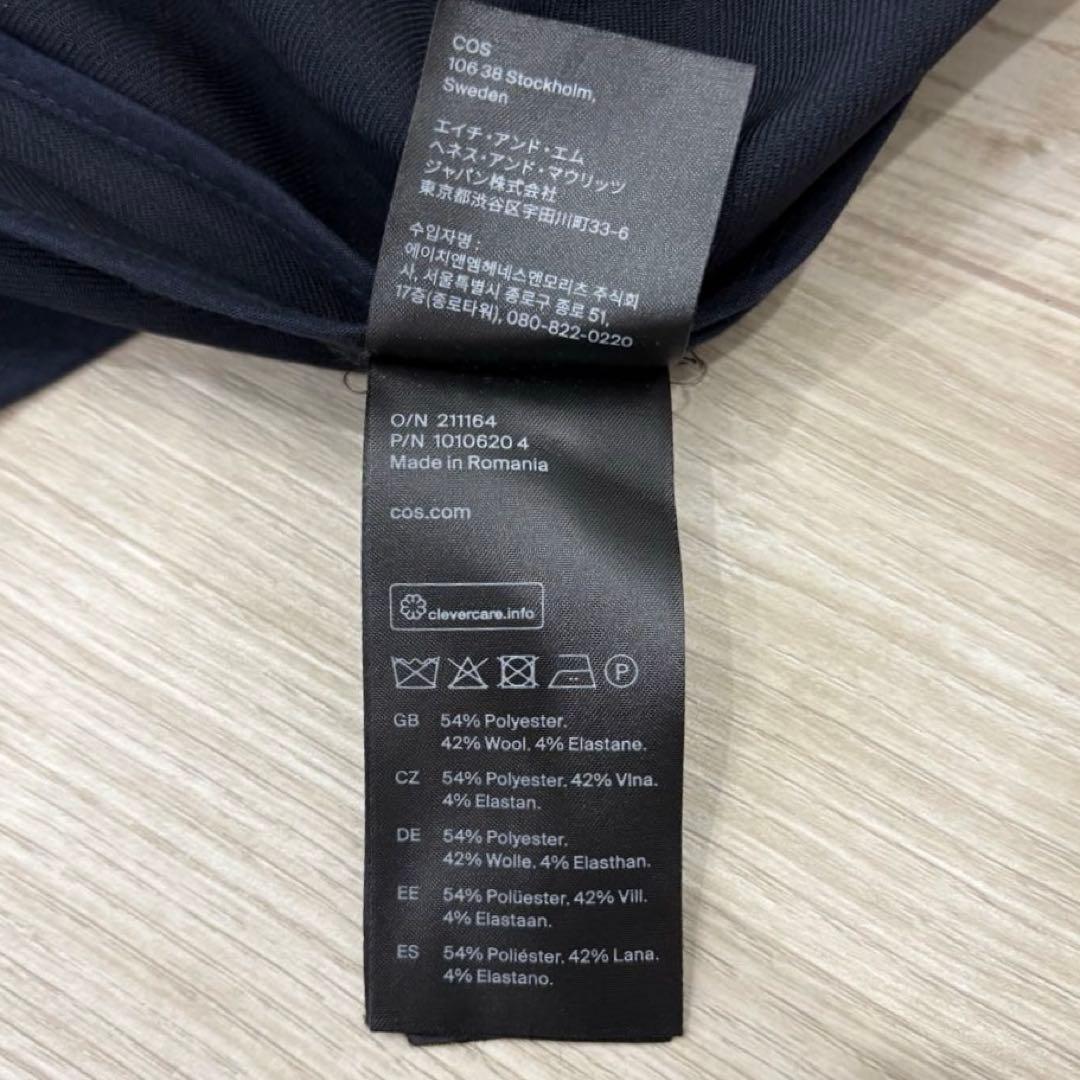 COS
106 38 Stockholm,
Sweden
エイチ・アンド・エム
ヘネス・アンド・マウリッツ
ジャパン株式会社
東京都渋谷区宇田川町33-6
수입자명 :
에이치앤엠헤네스앤모리츠 주식회
사, 서울특별시 종로구 종로 51,
17층(종로타워), 080-822-0220
O/N 211164
P/N 1010620 4
Made in Romania
cos.com
clevercare.info
P
GB 54% Polyester.
42% Wool. 4% Elastane.
CZ 54% Polyester. 42% Vlna.
4% Elastan.
DE 54% Polyester.
42% Wolle. 4% Elasthan.
EE 54% Polüester. 42% Vill.
4% Elastaan.
ES 54% Poliéster. 42% Lana.
4% Elastano.